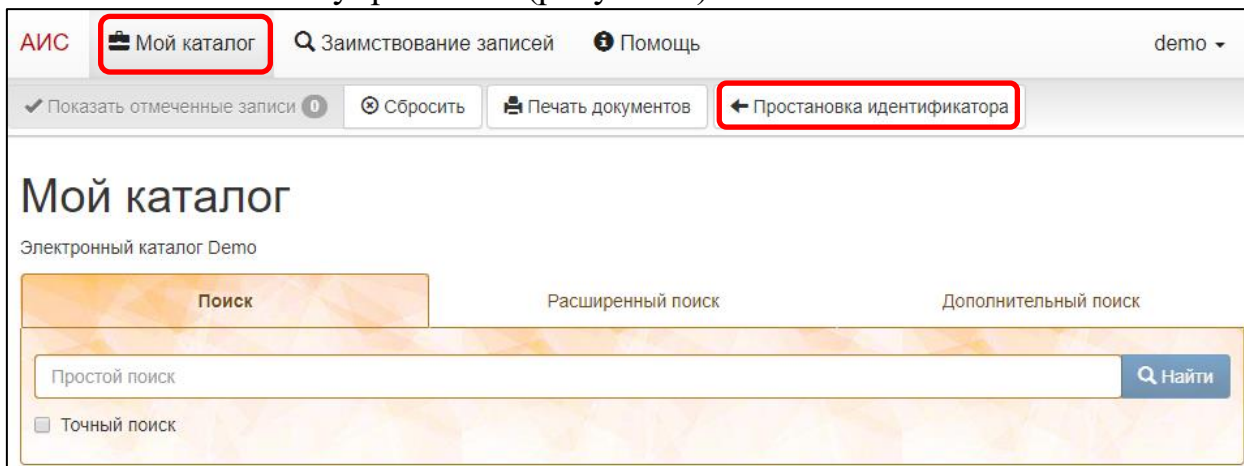 АИС Мой каталог Заимствование записей Помощь demo
Показать отмеченные записи 0 Сбросить Печать документов Простановка идентификатора
Мой каталог
Электронный каталог Demo
Поиск Расширенный поиск Дополнительный поиск
Простой поиск Найти
Точный поиск